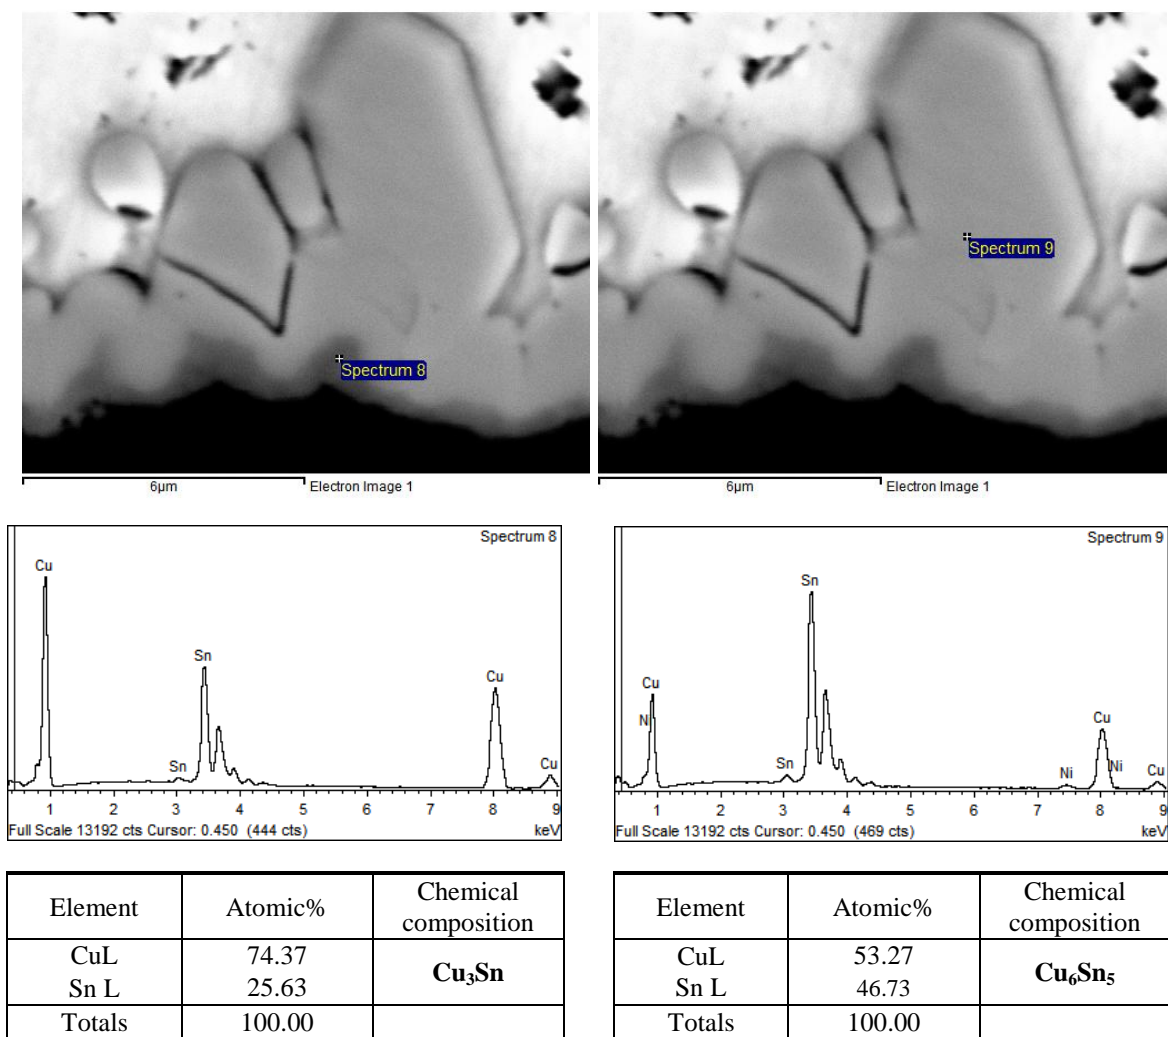 Spectrum 8
Spectrum 9
6µm Electron Image 1
6µm Electron Image 1
Spectrum 8
Cu
Sn
Sn
Cu
Cu
1 2 3 4 5 6 7 8 9
Full Scale 13192 cts Cursor: 0.450 (444 cts) keV
Spectrum 9
Sn
Cu
N
Sn
Cu
Ni
Ni
Cu
1 2 3 4 5 6 7 8 9
Full Scale 13192 cts Cursor: 0.450 (469 cts) keV
Element Atomic% Chemical composition
CuL 74.37 Cu₃Sn
Sn L 25.63
Totals 100.00
Element Atomic% Chemical composition
CuL 53.27 Cu₆Sn₅
Sn L 46.73
Totals 100.00